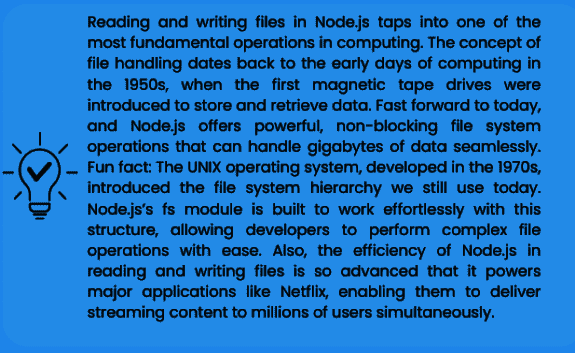 Reading and writing files in Node.js taps into one of the
most fundamental operations in computing. The concept of
file handling dates back to the early days of computing in
the 1950s, when the first magnetic tape drives were
introduced to store and retrieve data. Fast forward to today,
and Node.js offers powerful, non-blocking file system
operations that can handle gigabytes of data seamlessly.
Fun fact: The UNIX operating system, developed in the 1970s,
introduced the file system hierarchy we still use today.
Node.js's fs module is built to work effortlessly with this
structure, allowing developers to perform complex file
operations with ease. Also, the efficiency of Node.js in
reading and writing files is so advanced that it powers
major applications like Netflix, enabling them to deliver
streaming content to millions of users simultaneously.